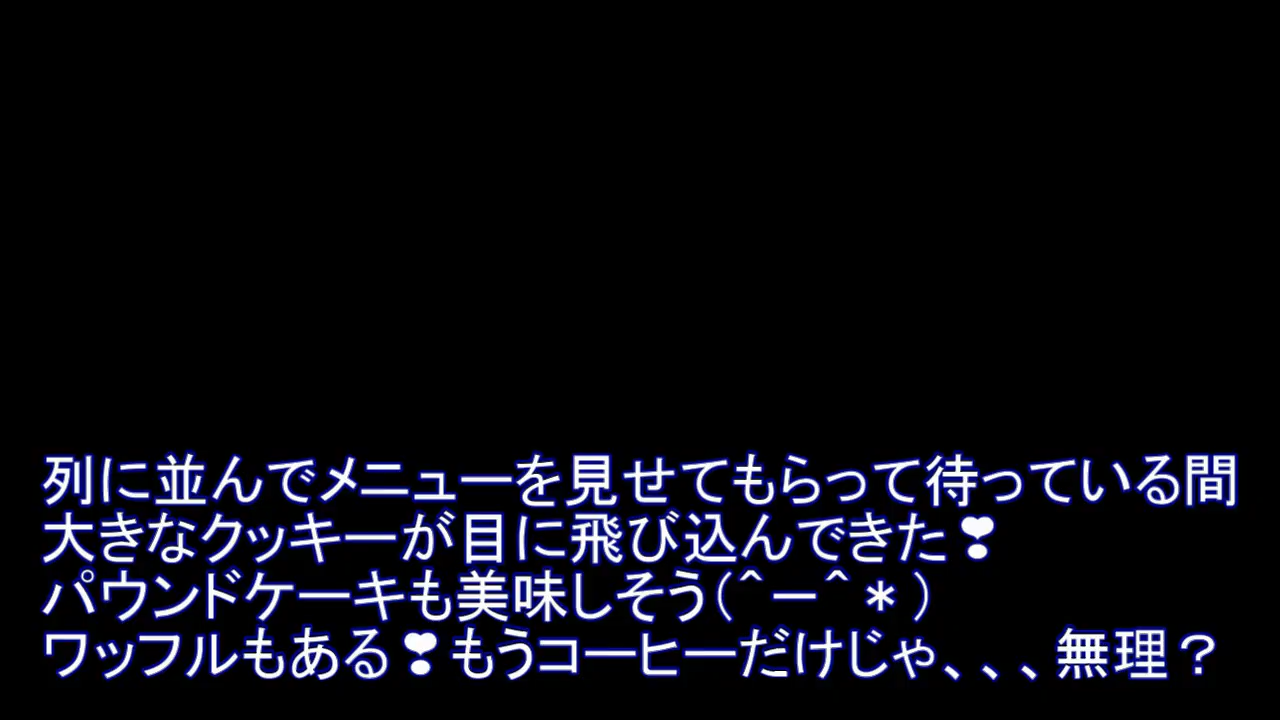 列に並んでメニューを見せてもらって待っている間
大きなクッキーが目に飛び込んできた❣
パウンドケーキも美味しそう(^ー^＊)
ワッフルもある❣もうコーヒーだけじゃ、、、無理？